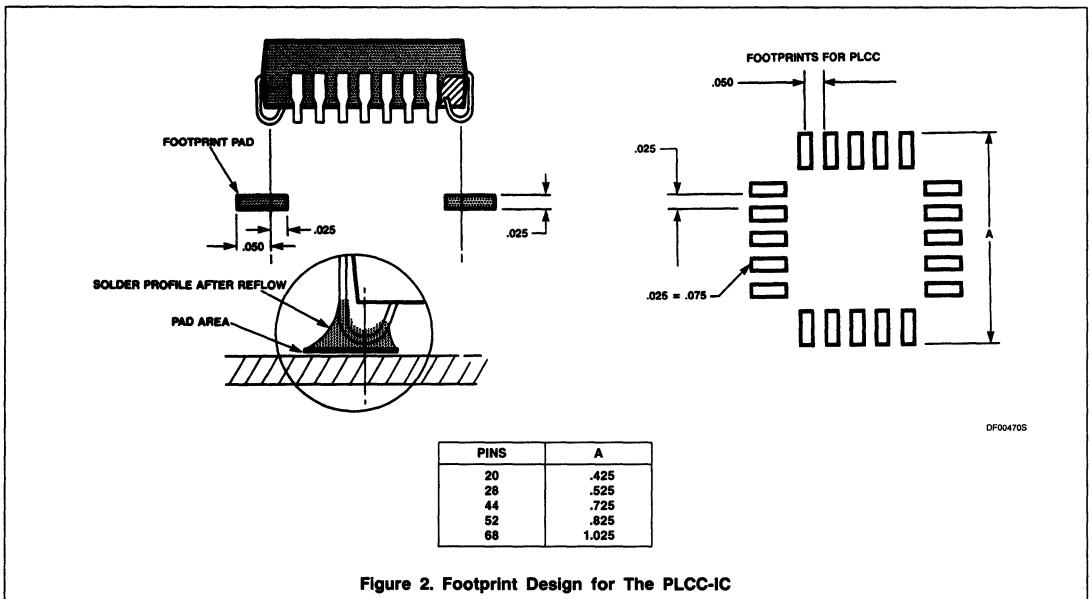 FOOTPRINTS FOR PLCC
.050
FOOTPRINT PAD
.025
.025
.050
.025
A
SOLDER PROFILE AFTER REFLOW
.025 = .075
PAD AREA
DF00470S
PINS A
20 .425
28 .525
44 .725
52 .825
68 1.025
Figure 2. Footprint Design for The PLCC-IC